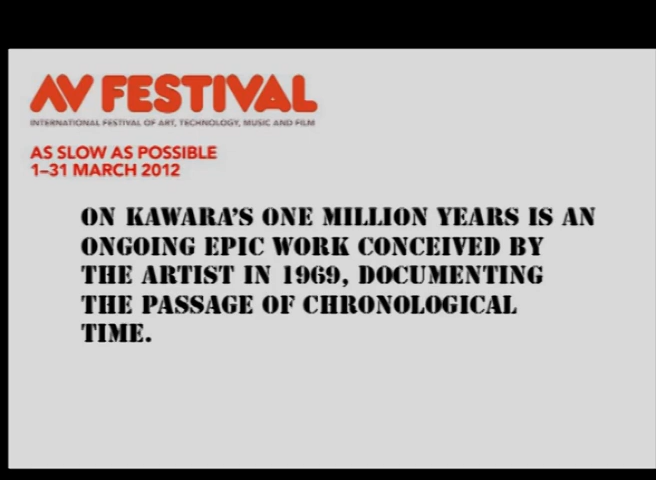 AV FESTIVAL
INTERNATIONAL FESTIVAL OF ART, TECHNOLOGY, MUSIC AND FILM
AS SLOW AS POSSIBLE
1–31 MARCH 2012
ON KAWARA'S ONE MILLION YEARS IS AN
ONGOING EPIC WORK CONCEIVED BY
THE ARTIST IN 1969, DOCUMENTING
THE PASSAGE OF CHRONOLOGICAL
TIME.